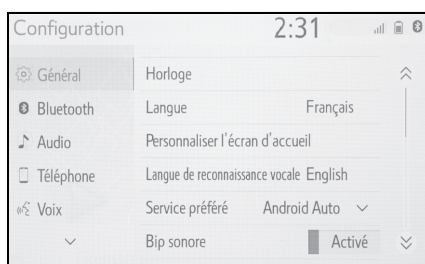 Configuration 2:31
Général
Bluetooth
Audio
Téléphone
Voix
Horloge
Langue Français
Personnaliser l'écran d'accueil
Langue de reconnaissance vocale English
Service préféré Android Auto
Bip sonore Activé